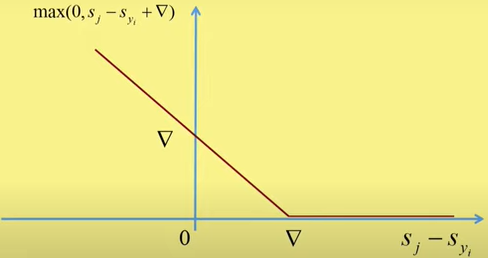 max(0, s_j − s_{y_i} + ∇)
∇
0 ∇ s_j − s_{y_i}